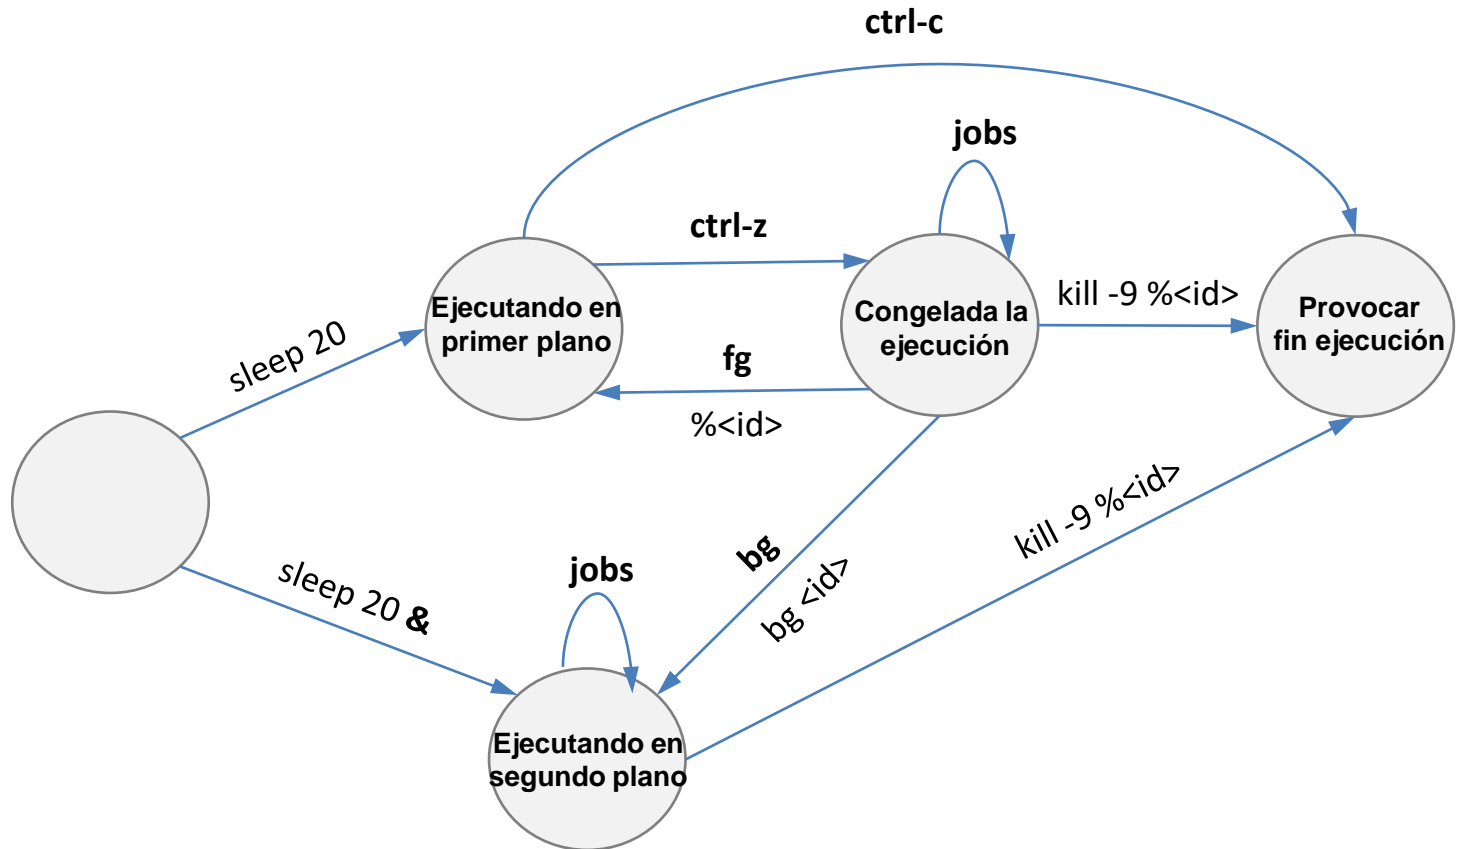 ctrl-c
jobs
ctrl-z
Ejecutando en
primer plano
Congelada la
ejecución
kill -9 %<id>
Provocar
fin ejecución
sleep 20
fg
%<id>
kill -9 %<id>
bg
bg <id>
sleep 20 &
jobs
Ejecutando en
segundo plano